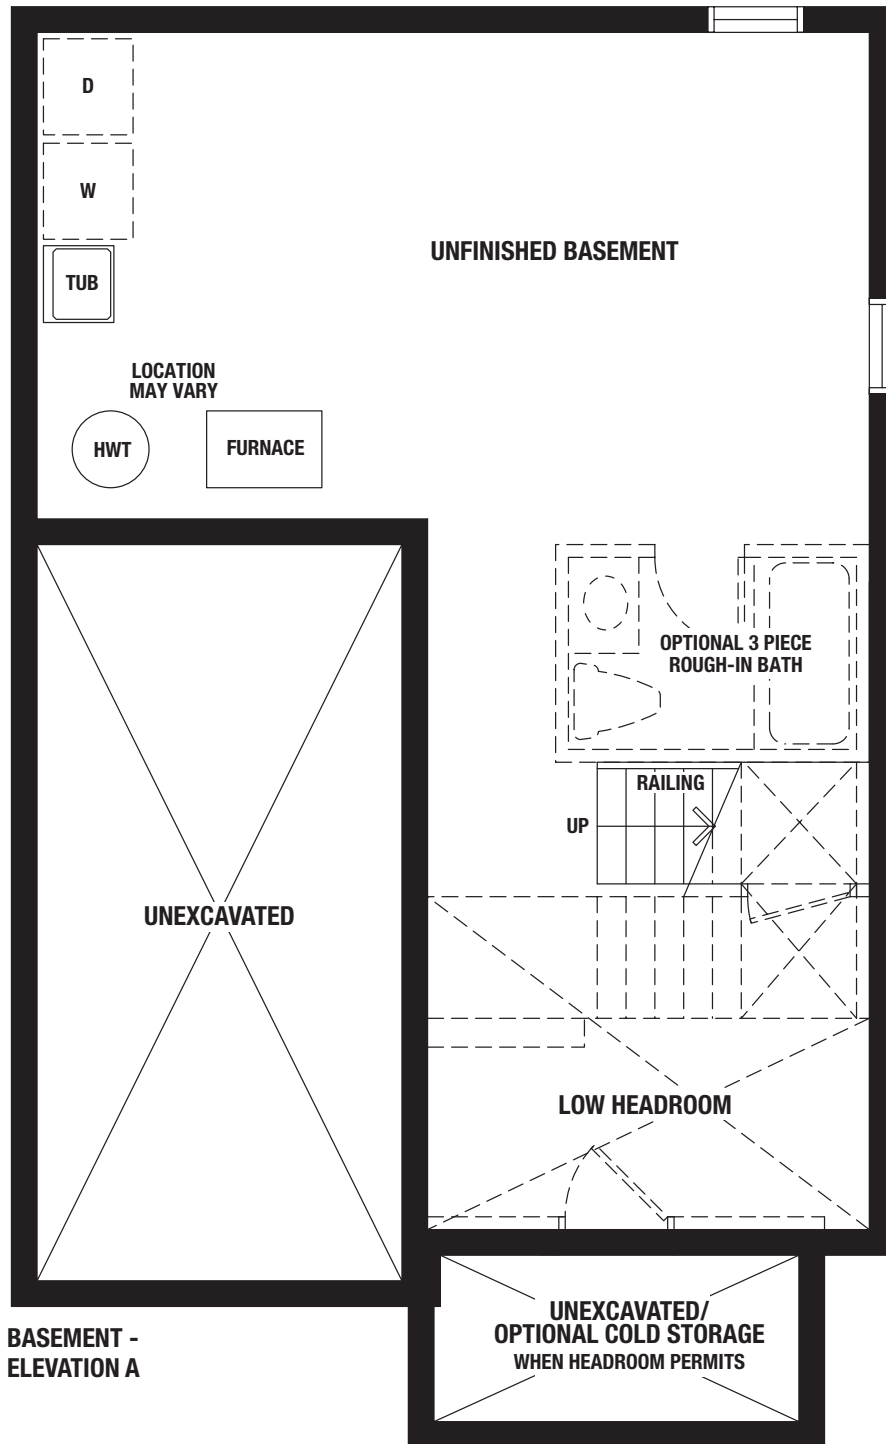 D
W
UNFINISHED BASEMENT
TUB
LOCATION
MAY VARY
HWT
FURNACE
OPTIONAL 3 PIECE
ROUGH-IN BATH
RAILING
UP
UNEXCAVATED
LOW HEADROOM
UNEXCAVATED/
OPTIONAL COLD STORAGE
WHEN HEADROOM PERMITS
BASEMENT -
ELEVATION A